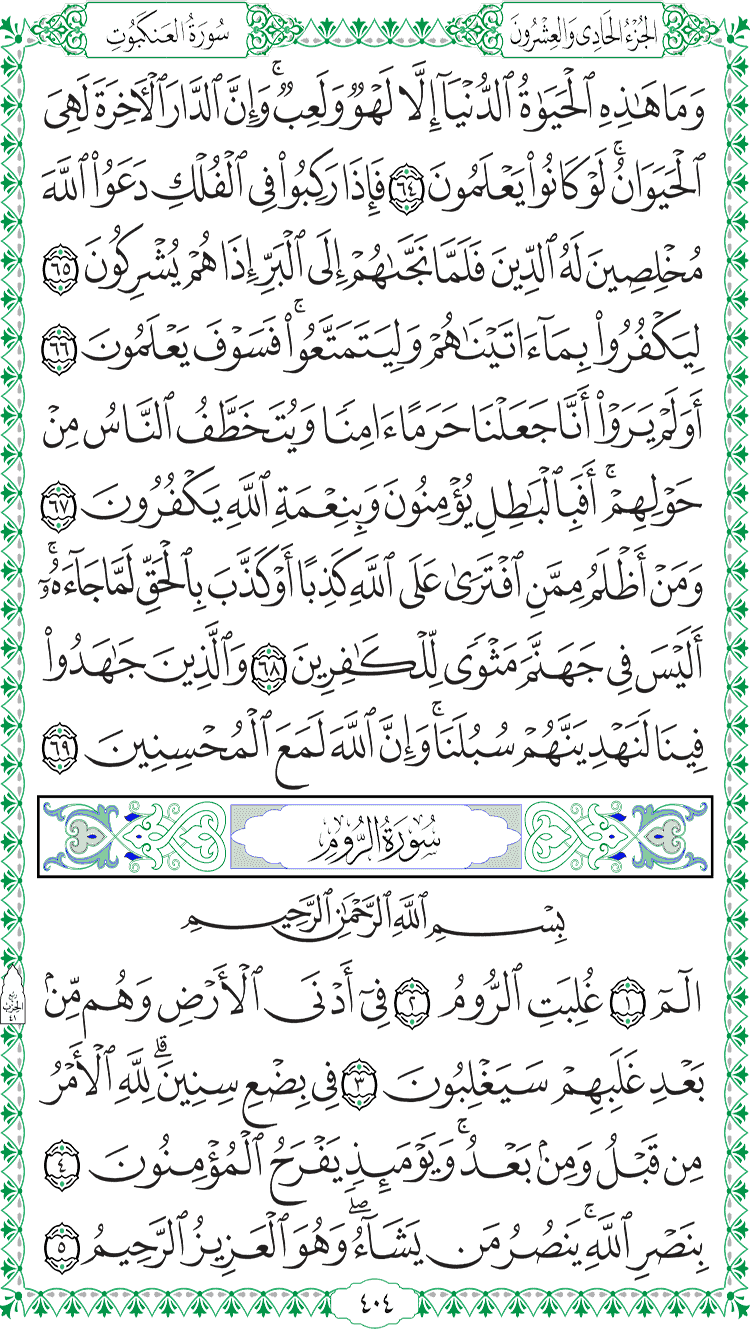 الجُزْءُ الحَادِي وَالعِشْرُونَ
سُورَةُ العَنكَبُوتِ
وَمَا هَٰذِهِ ٱلْحَيَوٰةُ ٱلدُّنْيَآ إِلَّا لَهْوٌ وَلَعِبٌ ۚ وَإِنَّ ٱلدَّارَ ٱلْأَخِرَةَ لَهِىَ
ٱلْحَيَوَانُ ۚ لَوْ كَانُوا۟ يَعْلَمُونَ ٦٤ فَإِذَا رَكِبُوا۟ فِى ٱلْفُلْكِ دَعَوُا۟ ٱللَّهَ
مُخْلِصِينَ لَهُ ٱلدِّينَ فَلَمَّا نَجَّىٰهُمْ إِلَى ٱلْبَرِّ إِذَا هُمْ يُشْرِكُونَ ٦٥
لِيَكْفُرُوا۟ بِمَآ ءَاتَيْنَٰهُمْ وَلِيَتَمَتَّعُوا۟ ۚ فَسَوْفَ يَعْلَمُونَ ٦٦
أَوَلَمْ يَرَوْا۟ أَنَّا جَعَلْنَا حَرَمًا ءَامِنًا وَيُتَخَطَّفُ ٱلنَّاسُ مِنْ
حَوْلِهِمْ ۚ أَفَبِٱلْبَٰطِلِ يُؤْمِنُونَ وَبِنِعْمَةِ ٱللَّهِ يَكْفُرُونَ ٦٧
وَمَنْ أَظْلَمُ مِمَّنِ ٱفْتَرَىٰ عَلَى ٱللَّهِ كَذِبًا أَوْ كَذَّبَ بِٱلْحَقِّ لَمَّا جَآءَهُۥٓ ۚ
أَلَيْسَ فِى جَهَنَّمَ مَثْوًى لِّلْكَٰفِرِينَ ٦٨ وَٱلَّذِينَ جَٰهَدُوا۟
فِينَا لَنَهْدِيَنَّهُمْ سُبُلَنَا ۚ وَإِنَّ ٱللَّهَ لَمَعَ ٱلْمُحْسِنِينَ ٦٩
سُورَةُ الرُّومِ
بِسْمِ ٱللَّهِ ٱلرَّحْمَٰنِ ٱلرَّحِيمِ
الٓمٓ ١ غُلِبَتِ ٱلرُّومُ ٢ فِىٓ أَدْنَى ٱلْأَرْضِ وَهُم مِّنۢ
بَعْدِ غَلَبِهِمْ سَيَغْلِبُونَ ٣ فِى بِضْعِ سِنِينَ ۗ لِلَّهِ ٱلْأَمْرُ
مِن قَبْلُ وَمِنۢ بَعْدُ ۚ وَيَوْمَئِذٍ يَفْرَحُ ٱلْمُؤْمِنُونَ ٤
بِنَصْرِ ٱللَّهِ ۚ يَنصُرُ مَن يَشَآءُ ۖ وَهُوَ ٱلْعَزِيزُ ٱلرَّحِيمُ ٥
ربع
الحزب
٤١
٤٠٤